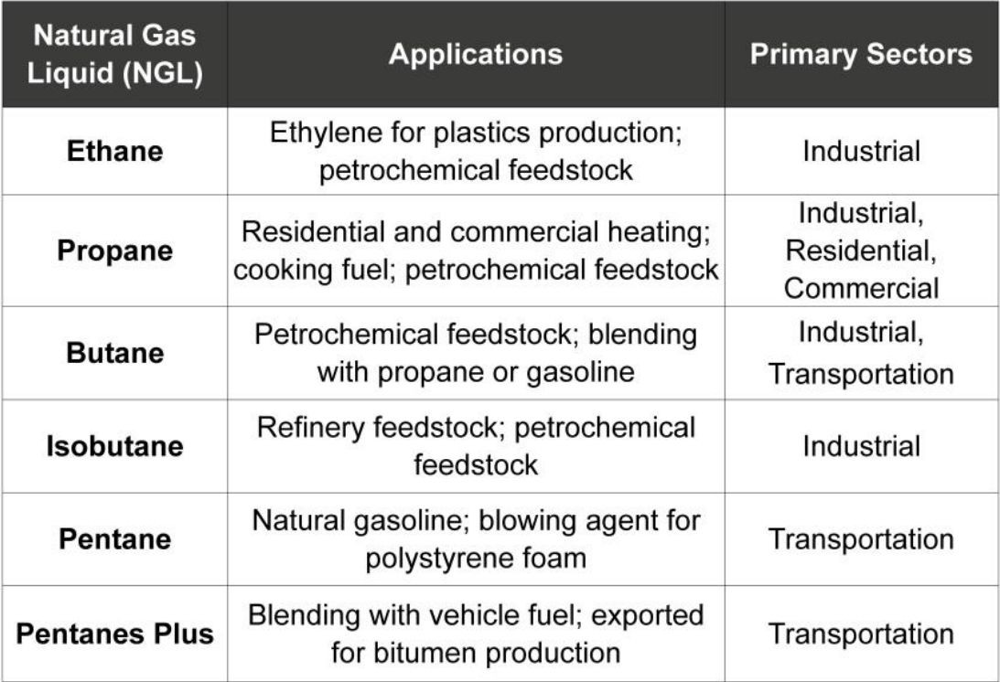 Natural Gas
Liquid (NGL)
Applications
Primary Sectors
Ethane
Ethylene for plastics production;
petrochemical feedstock
Industrial
Propane
Residential and commercial heating;
cooking fuel; petrochemical feedstock
Industrial,
Residential,
Commercial
Butane
Petrochemical feedstock; blending
with propane or gasoline
Industrial,
Transportation
Isobutane
Refinery feedstock; petrochemical
feedstock
Industrial
Pentane
Natural gasoline; blowing agent for
polystyrene foam
Transportation
Pentanes Plus
Blending with vehicle fuel; exported
for bitumen production
Transportation